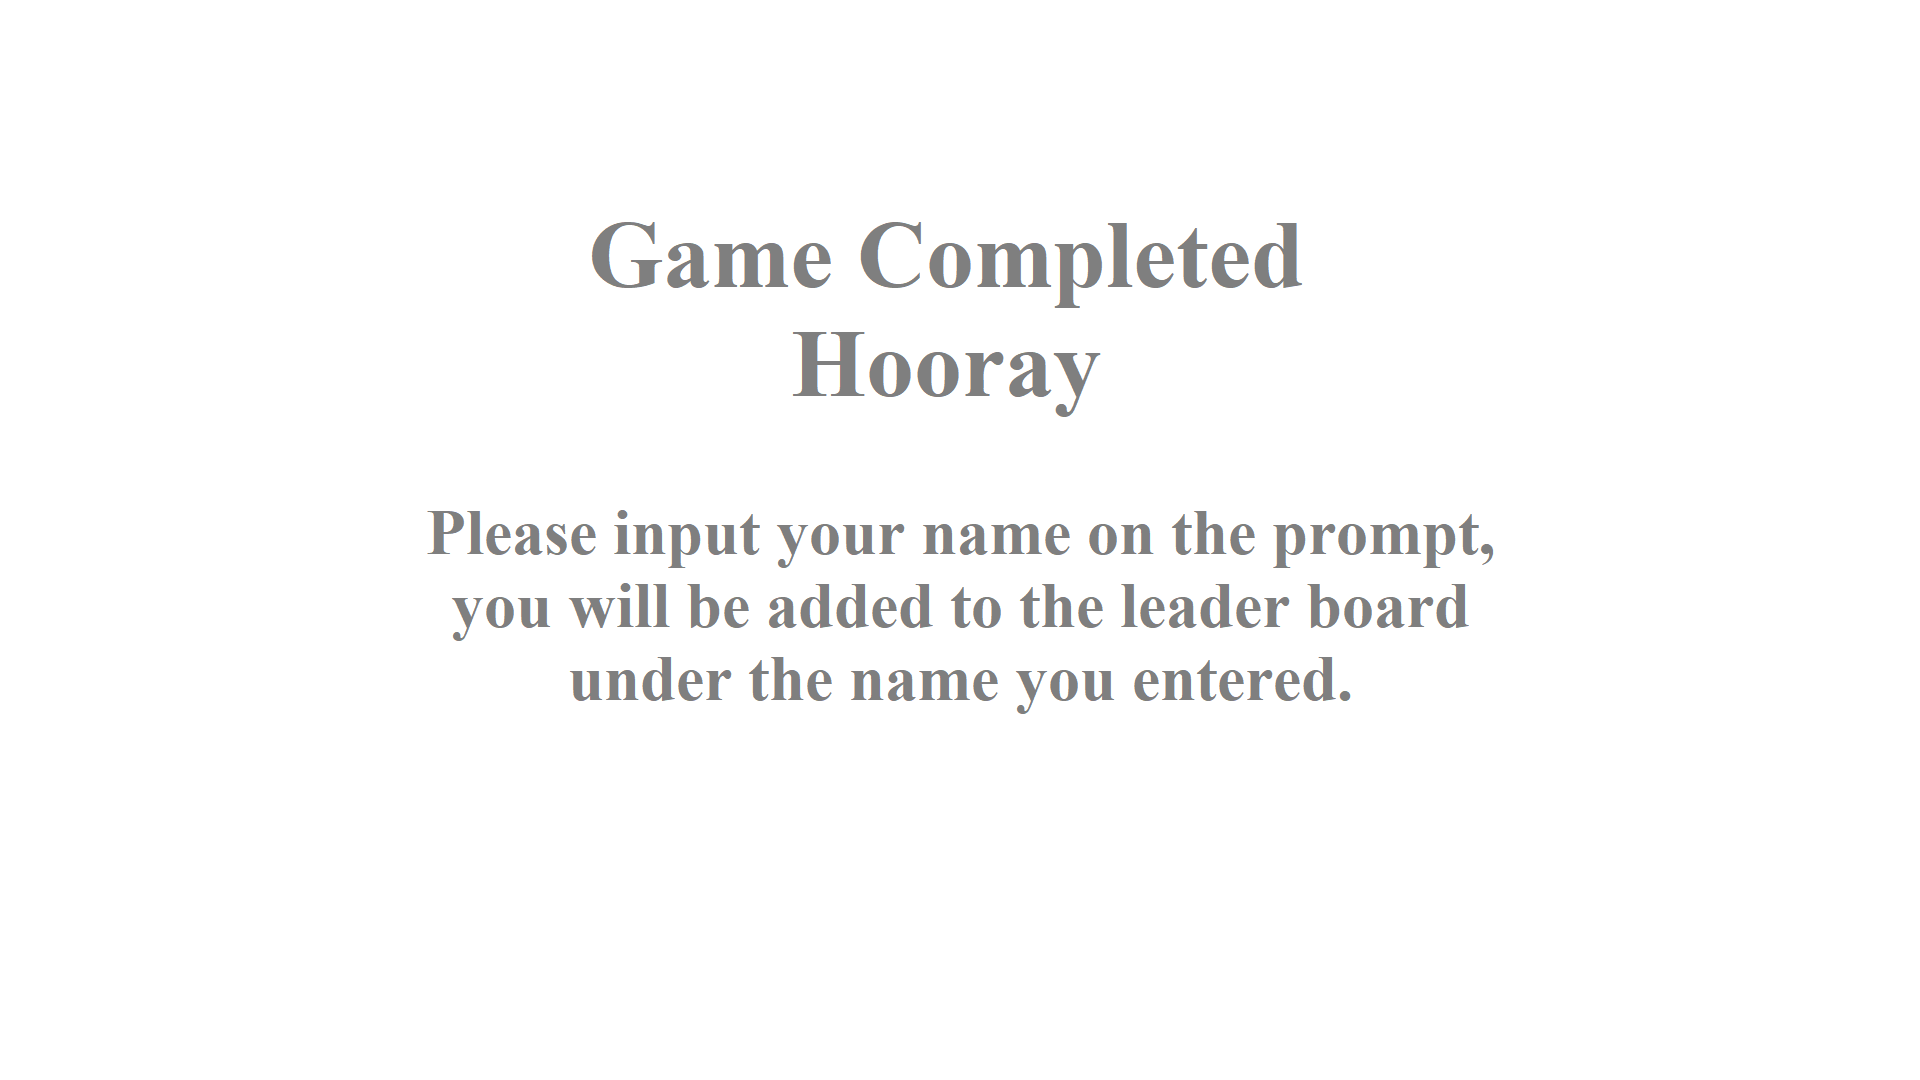 Game Completed
Hooray
Please input your name on the prompt,
you will be added to the leader board
under the name you entered.